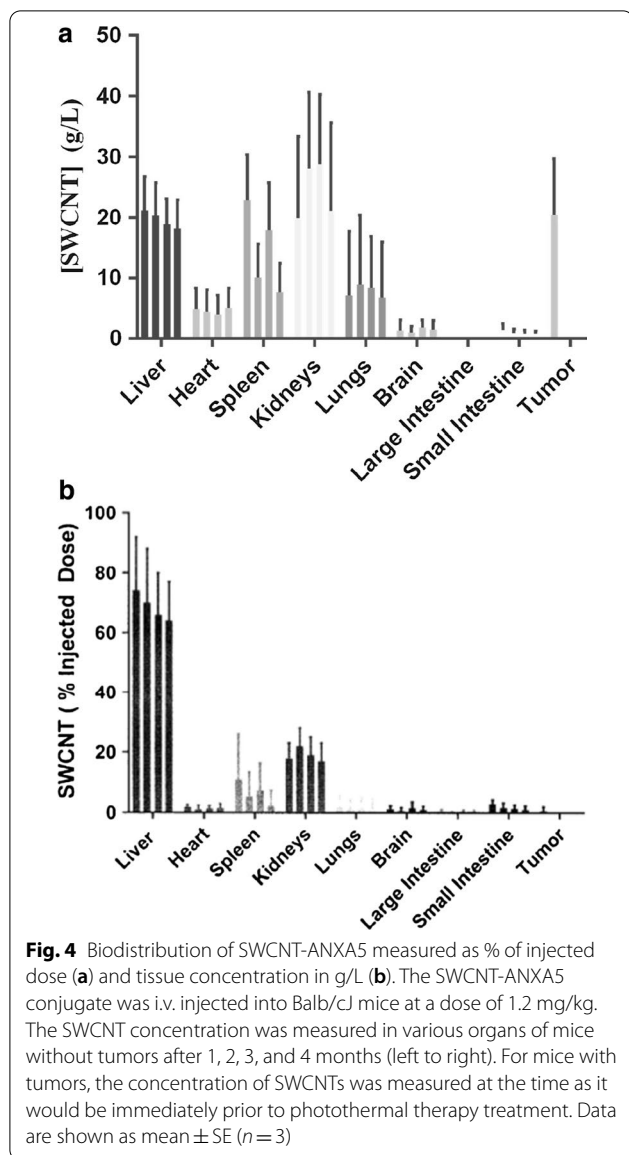 a
[SWCNT] (g/L)
50
40
30
20
10
0
Liver
Heart
Spleen
Kidneys
Lungs
Brain
Large Intestine
Small Intestine
Tumor
b
SWCNT ( % Injected Dose)
100
80
60
40
20
0
Liver
Heart
Spleen
Kidneys
Lungs
Brain
Large Intestine
Small Intestine
Tumor
Fig. 4 Biodistribution of SWCNT-ANXA5 measured as % of injected
dose (a) and tissue concentration in g/L (b). The SWCNT-ANXA5
conjugate was i.v. injected into Balb/cJ mice at a dose of 1.2 mg/kg.
The SWCNT concentration was measured in various organs of mice
without tumors after 1, 2, 3, and 4 months (left to right). For mice with
tumors, the concentration of SWCNTs was measured at the time as it
would be immediately prior to photothermal therapy treatment. Data
are shown as mean ± SE (n = 3)